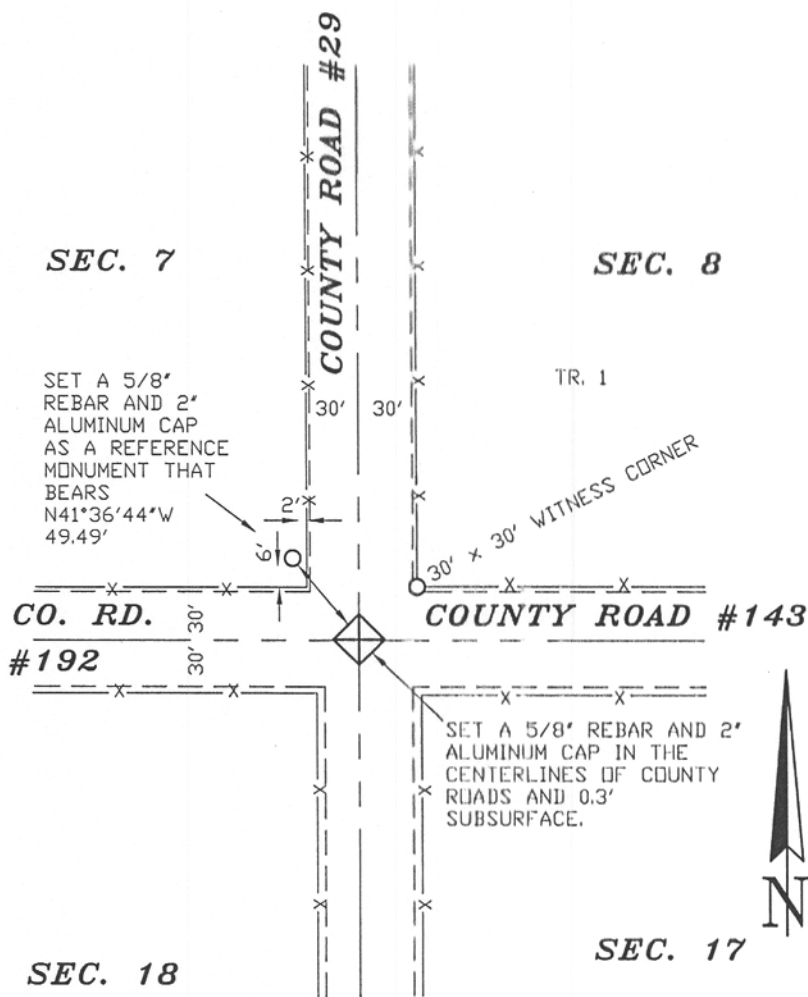 COUNTY ROAD #29
SEC. 7
SEC. 8
SET A 5/8"
REBAR AND 2"
ALUMINUM CAP
AS A REFERENCE
MONUMENT THAT
BEARS
N41°36'44"W
49.49'
TR. 1
30'
30'
2'
6'
30' x 30' WITNESS CORNER
CO. RD.
#192
30'
30'
COUNTY ROAD #143
SET A 5/8" REBAR AND 2"
ALUMINUM CAP IN THE
CENTERLINES OF COUNTY
ROADS AND 0.3'
SUBSURFACE.
N
SEC. 18
SEC. 17